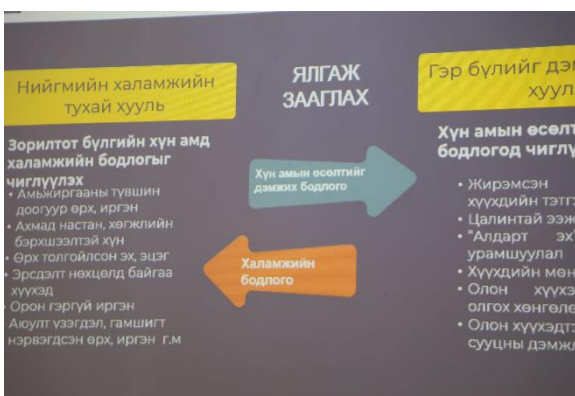 Нийгмийн халамжийн
тухай хууль
ЯЛГАЖ
ЗААГЛАХ
Гэр бүлийг
Зорилтот бүлгийн хүн амд
халамжийн бодлогыг
чиглүүлэх
• Амьжиргааны түвшин
доогуур өрх, иргэн
• Ахмад настан, хөгжлийн
бэрхшээлтэй хүн
• Өрх толгойлсон эх, эцэг
• Эрсдэлт нөхцөлд байгаа
хүүхэд
• Орон гэргүй иргэн
Аюулт үзэгдэл, гамшигт
нэрвэгдсэн өрх, иргэн г.м
Хүн амын өсөлтийг
дэмжих бодлого
Халамжийн
бодлого
Хүн амын
бодлогод
• Жирэмсэн
хүүхдийн
• Цалинтай
• "Алдарт
урамшуулал
• Хүүхдийн
• Олон
олгох
• Олон
сууцны